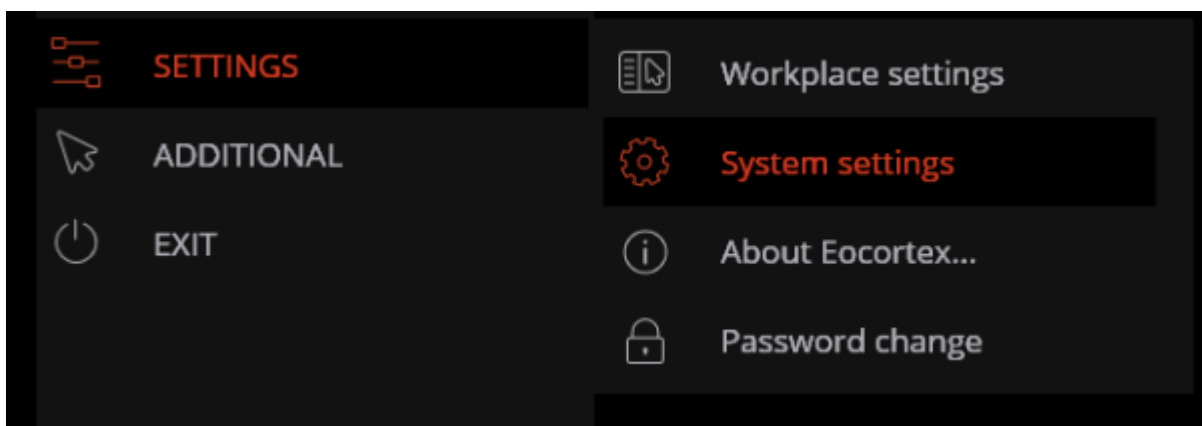 SETTINGS
ADDITIONAL
EXIT
Workplace settings
System settings
About Eocortex...
Password change